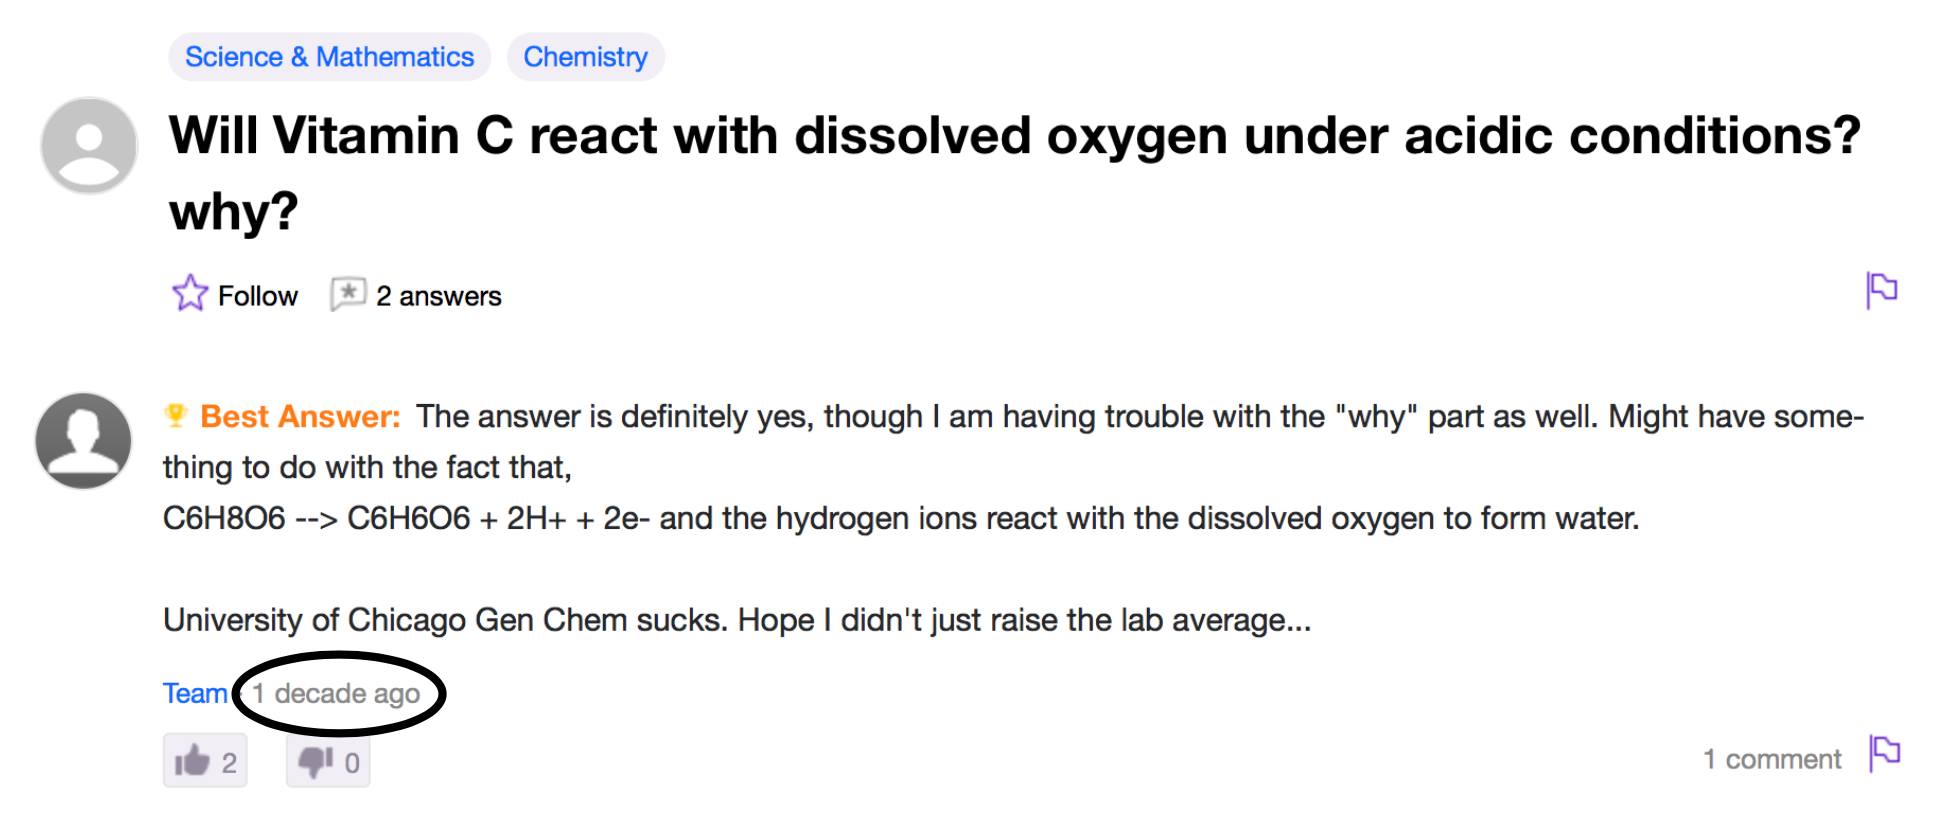 Science & Mathematics Chemistry
Will Vitamin C react with dissolved oxygen under acidic conditions?
why?
Follow 2 answers
Best Answer: The answer is definitely yes, though I am having trouble with the "why" part as well. Might have some-
thing to do with the fact that,
C6H8O6 --> C6H6O6 + 2H+ + 2e- and the hydrogen ions react with the dissolved oxygen to form water.
University of Chicago Gen Chem sucks. Hope I didn't just raise the lab average...
Team · 1 decade ago
2 0 1 comment